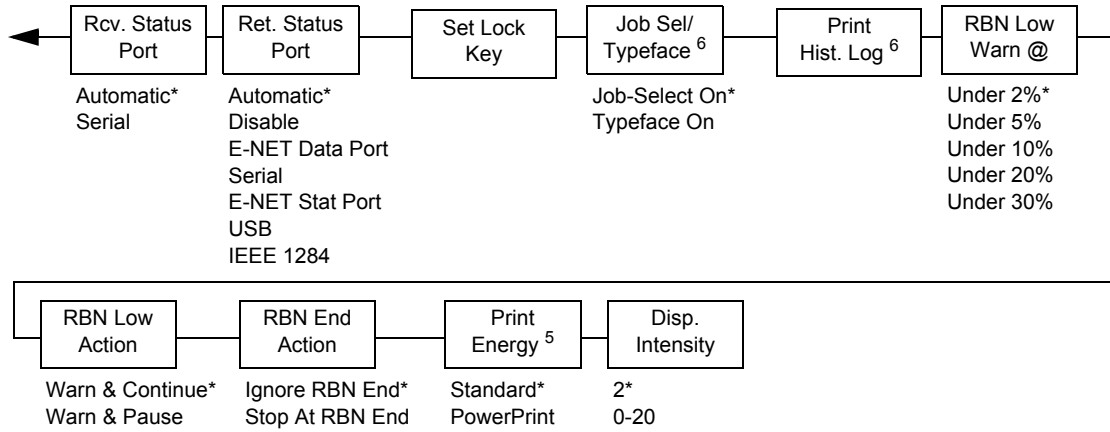 Rcv. Status
Port
Ret. Status
Port
Set Lock
Key
Job Sel/
Typeface 6
Print
Hist. Log 6
RBN Low
Warn @
Automatic*
Serial
Automatic*
Disable
E-NET Data Port
Serial
E-NET Stat Port
USB
IEEE 1284
Job-Select On*
Typeface On
Under 2%*
Under 5%
Under 10%
Under 20%
Under 30%
RBN Low
Action
RBN End
Action
Print
Energy 5
Disp.
Intensity
Warn & Continue*
Warn & Pause
Ignore RBN End*
Stop At RBN End
Standard*
PowerPrint
2*
0-20